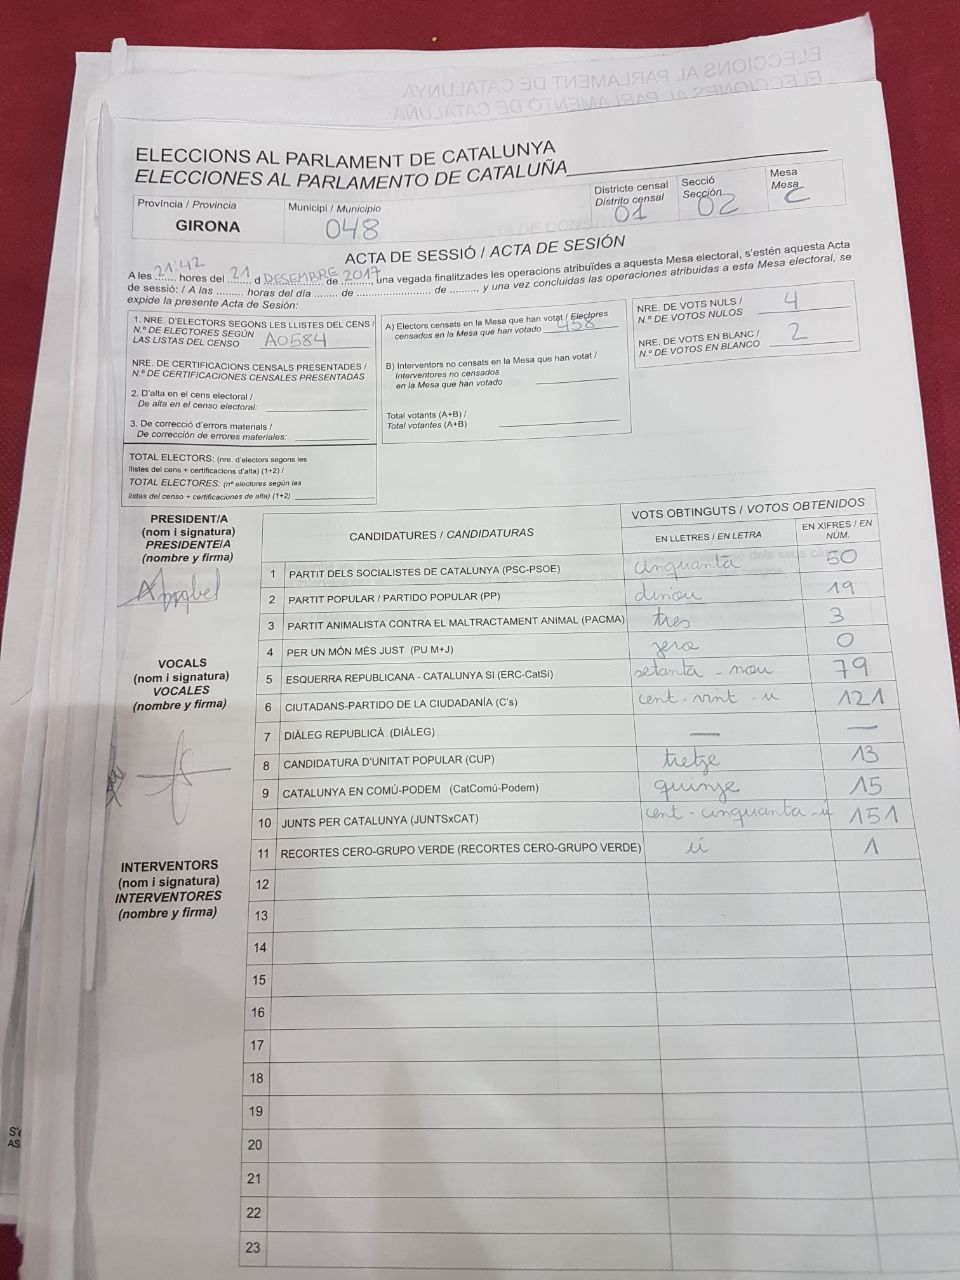 ELECCIONS AL PARLAMENT DE CATALUNYA
ELECCIONES AL PARLAMENTO DE CATALUÑA
ELECCIONS AL PARLAMENT DE CATALUNYA
ELECCIONES AL PARLAMENTO DE CATALUÑA
Província / Provincia
GIRONA
Municipi / Municipio
048
Districte censal
Distrito censal
01
Secció
Sección
02
Mesa
Mesa
C
ACTA DE SESSIÓ / ACTA DE SESIÓN
A les 21:42 hores del 21 d DESEMBRE de 2017, una vegada finalitzades les operacions atribuïdes a aquesta Mesa electoral, s'estén aquesta Acta
de sessió: / A las ......... horas del día ........ de ......................... de ........., y una vez concluidas las operaciones atribuidas a esta Mesa electoral, se
expide la presente Acta de Sesión:
1. NRE. D'ELECTORS SEGONS LES LLISTES DEL CENS /
N.º DE ELECTORES SEGÚN
LAS LISTAS DEL CENSO A0584
NRE. DE CERTIFICACIONS CENSALS PRESENTADES /
N.º DE CERTIFICACIONES CENSALES PRESENTADAS
2. D'alta en el cens electoral /
De alta en el censo electoral:
3. De correcció d'errors materials /
De corrección de errores materiales:
TOTAL ELECTORS: (nre. d'electors segons les
llistes del cens + certificacions d'alta) (1+2) /
TOTAL ELECTORES: (nº electores según las
listas del censo + certificaciones de alta) (1+2)
A) Electors censats en la Mesa que han votat / Electores
censados en la Mesa que han votado 458
B) Interventors no censats en la Mesa que han votat /
Interventores no censados
en la Mesa que han votado
Total votants (A+B) /
Total votantes (A+B)
NRE. DE VOTS NULS /
N.º DE VOTOS NULOS 4
NRE. DE VOTS EN BLANC /
N.º DE VOTOS EN BLANCO 2
PRESIDENT/A
(nom i signatura)
PRESIDENTE/A
(nombre y firma)
VOCALS
(nom i signatura)
VOCALES
(nombre y firma)
INTERVENTORS
(nom i signatura)
INTERVENTORES
(nombre y firma)
CANDIDATURES / CANDIDATURAS
VOTS OBTINGUTS / VOTOS OBTENIDOS
EN LLETRES / EN LETRA
EN XIFRES / EN
NÚM.
1 PARTIT DELS SOCIALISTES DE CATALUNYA (PSC-PSOE) cinquanta 50
2 PARTIT POPULAR / PARTIDO POPULAR (PP) dinou 19
3 PARTIT ANIMALISTA CONTRA EL MALTRACTAMENT ANIMAL (PACMA) tres 3
4 PER UN MÓN MÉS JUST (PU M+J) zero 0
5 ESQUERRA REPUBLICANA - CATALUNYA SI (ERC-CatSí) setanta - nou 79
6 CIUTADANS-PARTIDO DE LA CIUDADANÍA (C's) cent - vint - u 121
7 DIÀLEG REPUBLICÀ (DIÀLEG) — —
8 CANDIDATURA D'UNITAT POPULAR (CUP) tretze 13
9 CATALUNYA EN COMÚ-PODEM (CatComú-Podem) quinze 15
10 JUNTS PER CATALUNYA (JUNTSxCAT) cent - cinquanta - ú 151
11 RECORTES CERO-GRUPO VERDE (RECORTES CERO-GRUPO VERDE) ú 1
12
13
14
15
16
17
18
19
20
21
22
23